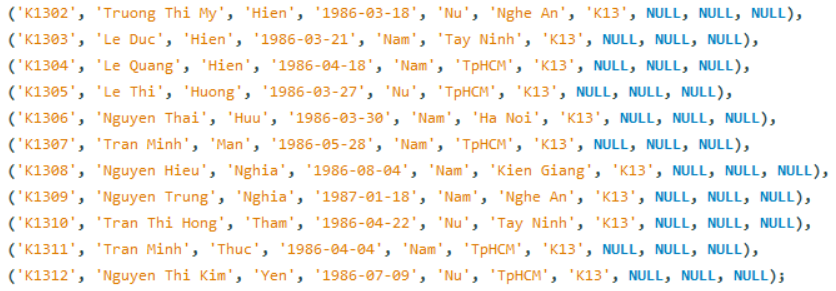 ('K1302', 'Truong Thi My', 'Hien', '1986-03-18', 'Nu', 'Nghe An', 'K13', NULL, NULL, NULL),
('K1303', 'Le Duc', 'Hien', '1986-03-21', 'Nam', 'Tay Ninh', 'K13', NULL, NULL, NULL),
('K1304', 'Le Quang', 'Hien', '1986-04-18', 'Nam', 'TpHCM', 'K13', NULL, NULL, NULL),
('K1305', 'Le Thi', 'Huong', '1986-03-27', 'Nu', 'TpHCM', 'K13', NULL, NULL, NULL),
('K1306', 'Nguyen Thai', 'Huu', '1986-03-30', 'Nam', 'Ha Noi', 'K13', NULL, NULL, NULL),
('K1307', 'Tran Minh', 'Man', '1986-05-28', 'Nam', 'TpHCM', 'K13', NULL, NULL, NULL),
('K1308', 'Nguyen Hieu', 'Nghia', '1986-08-04', 'Nam', 'Kien Giang', 'K13', NULL, NULL, NULL),
('K1309', 'Nguyen Trung', 'Nghia', '1987-01-18', 'Nam', 'Nghe An', 'K13', NULL, NULL, NULL),
('K1310', 'Tran Thi Hong', 'Tham', '1986-04-22', 'Nu', 'Tay Ninh', 'K13', NULL, NULL, NULL),
('K1311', 'Tran Minh', 'Thuc', '1986-04-04', 'Nam', 'TpHCM', 'K13', NULL, NULL, NULL),
('K1312', 'Nguyen Thi Kim', 'Yen', '1986-07-09', 'Nu', 'TpHCM', 'K13', NULL, NULL, NULL);